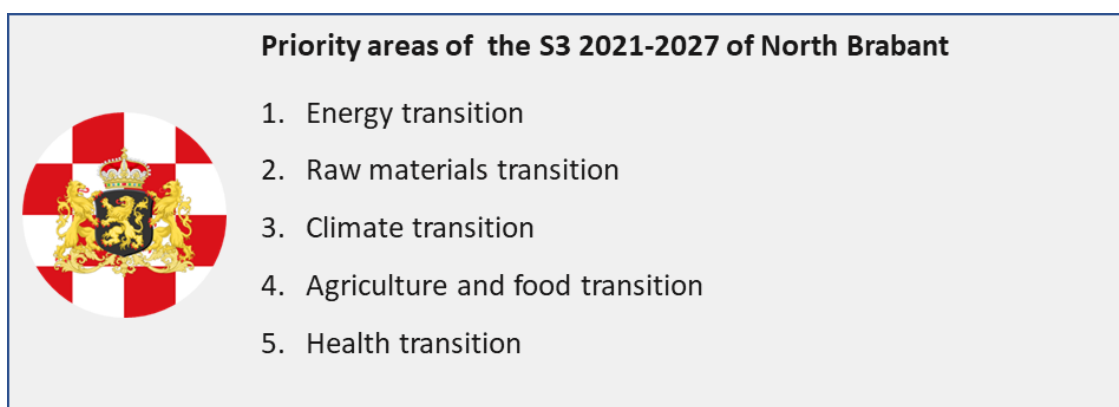 Priority areas of  the S3 2021-2027 of North Brabant
1. Energy transition
2. Raw materials transition
3. Climate transition
4. Agriculture and food transition
5. Health transition